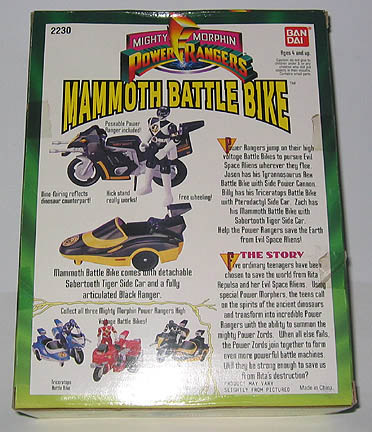 2230
MIGHTY MORPHIN
POWER RANGERS
BAN
DAI
Ages 4 and up.
MAMMOTH BATTLE BIKE
TM
Poseable Power
Ranger included!
Bike fairing reflects
dinosaur counterpart!
Kick stand
really works!
Free wheeling!
Mammoth Battle Bike comes with detachable
Sabertooth Tiger Side Car and a fully
articulated Black Ranger.
Collect all three Mighty Morphin Power Rangers High
Voltage Battle Bikes!
Triceratops
Battle Bike
Power Rangers jump on their high
voltage Battle Bikes to pursue Evil
Space Aliens wherever they flee.
Jason has his Tyrannosaurus Rex
Battle Bike with Side Power Cannon.
Billy has his Triceratops Battle Bike
with Pterodactyl Side Car. Zach has
his Mammoth Battle Bike with
Sabertooth Tiger Side Car.
Help the Power Rangers save the Earth
from Evil Space Aliens!
THE STORY
Five ordinary teenagers have been
chosen to save the world from Rita
Repulsa and her Evil Space Aliens. Using
special Power Morphers, the teens call
on the spirits of the ancient dinosaurs
and transform into incredible Power
Rangers with the ability to summon the
mighty Power Zords. When all else fails,
the Power Zords join together to form
even more powerful battle machines.
Will they be strong enough to save us
from Rita's destruction?
PRODUCT MAY VARY
SLIGHTLY FROM PICTURED
Made in China.